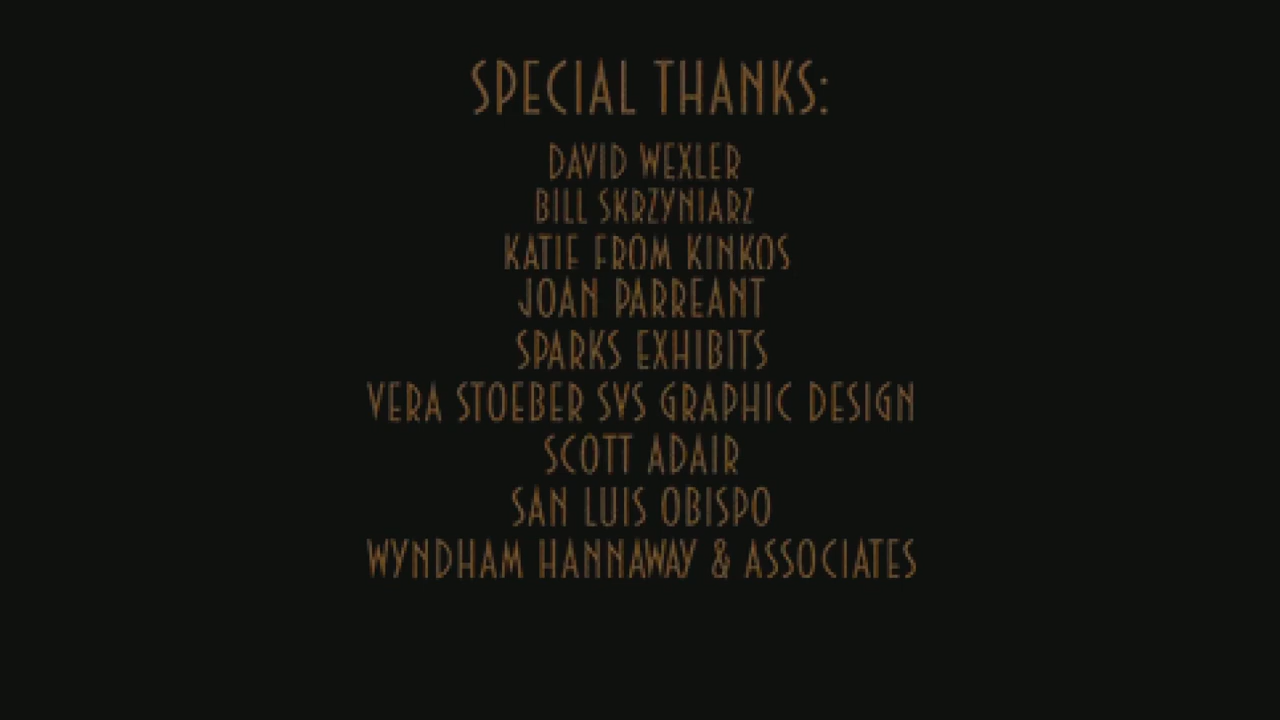 SPECIAL THANKS:
DAVID WEXLER
BILL SKRZYNIARZ
KATIE FROM KINKOS
JOAN PARREANT
SPARKS EXHIBITS
VERA STOEBER SVS GRAPHIC DESIGN
SCOTT ADAIR
SAN LUIS OBISPO
WYNDHAM HANNAWAY & ASSOCIATES